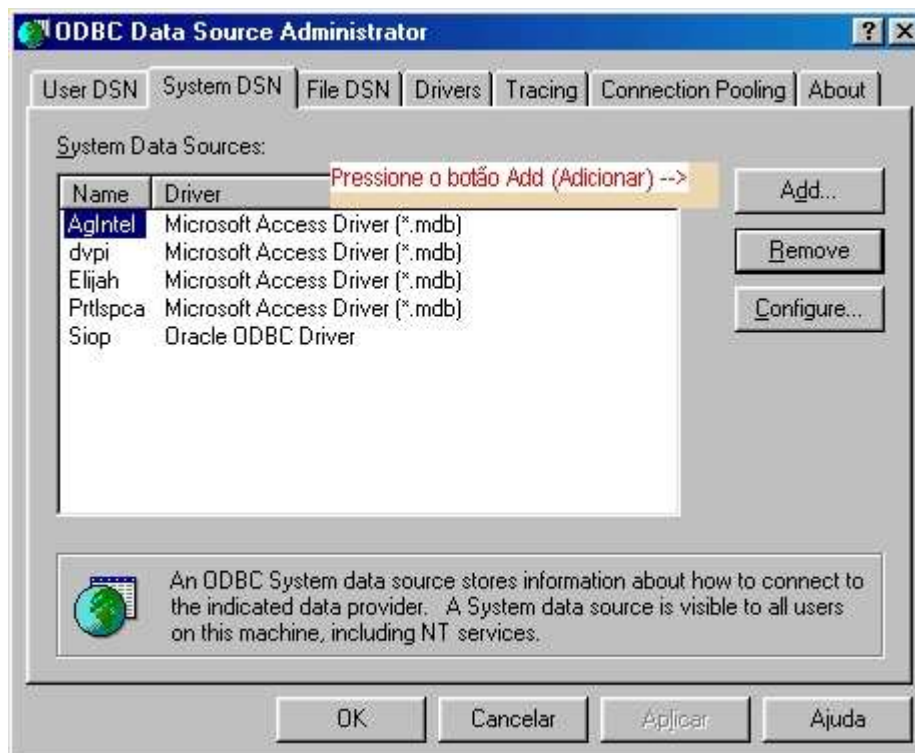 ODBC Data Source Administrator
User DSN System DSN File DSN Drivers Tracing Connection Pooling About
System Data Sources:
Pressione o botão Add (Adicionar) -->
Name Driver
AgIntel Microsoft Access Driver (*.mdb)
dvpi Microsoft Access Driver (*.mdb)
Elijah Microsoft Access Driver (*.mdb)
Prtlspca Microsoft Access Driver (*.mdb)
Siop Oracle ODBC Driver
Add...
Remove
Configure...
An ODBC System data source stores information about how to connect to
the indicated data provider. A System data source is visible to all users
on this machine, including NT services.
OK Cancelar Aplicar Ajuda